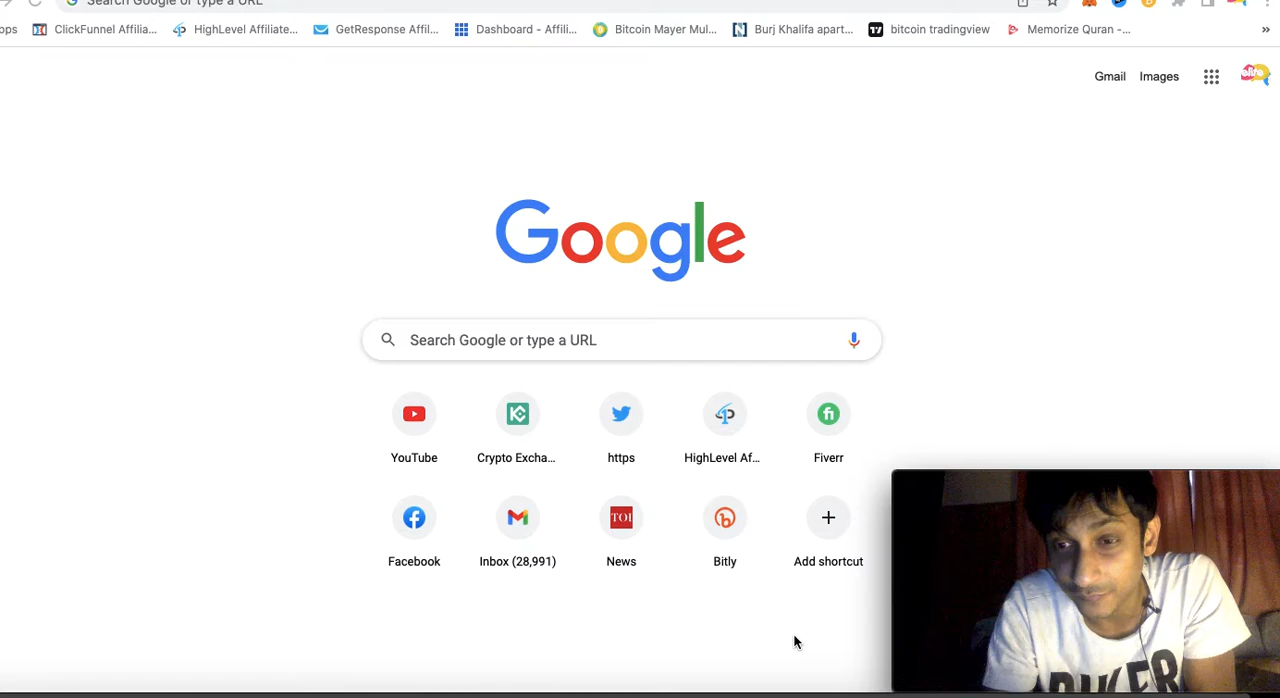 Search Google or type a URL
ops ClickFunnel Affilia... HighLevel Affiliate... GetResponse Affil... Dashboard - Affili... Bitcoin Mayer Mul... Burj Khalifa apart... bitcoin tradingview Memorize Quran -... »
Gmail Images
Google
Search Google or type a URL
YouTube Crypto Excha... https HighLevel Af... Fiverr
TOI
Facebook Inbox (28,991) News Bitly Add shortcut